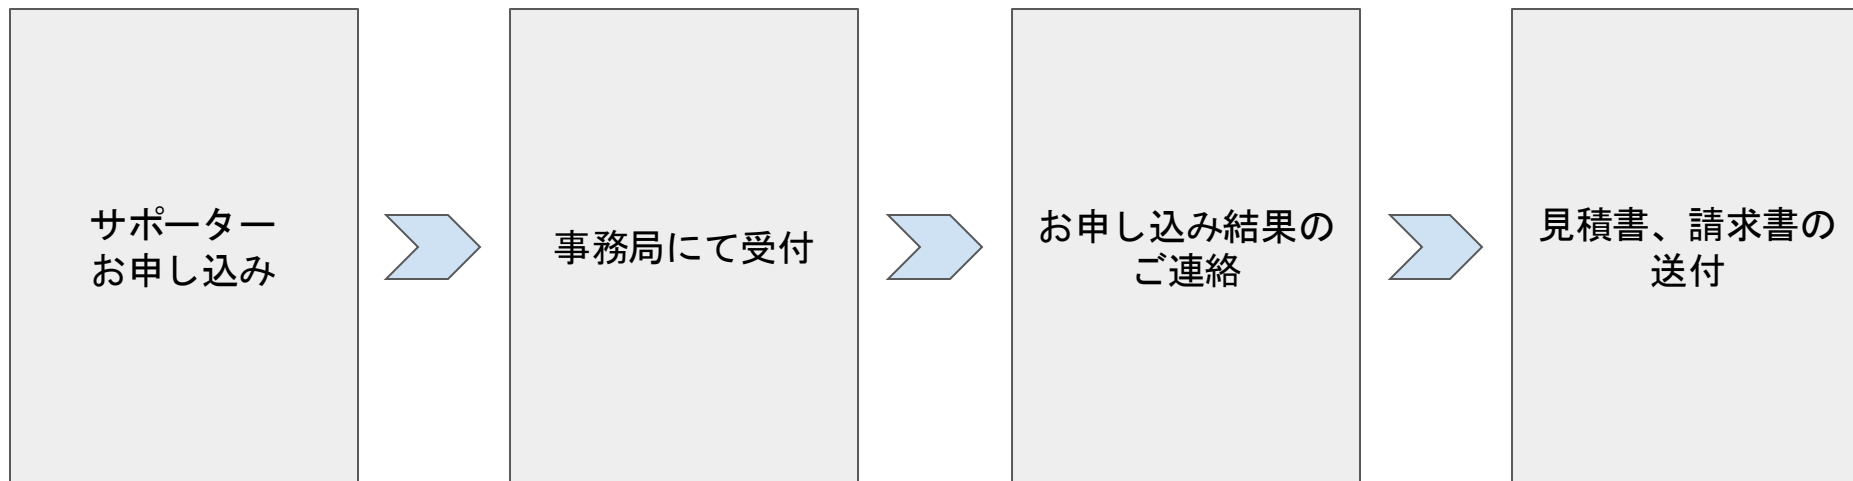 サポーター
お申し込み
事務局にて受付
お申し込み結果の
ご連絡
見積書、請求書の
送付